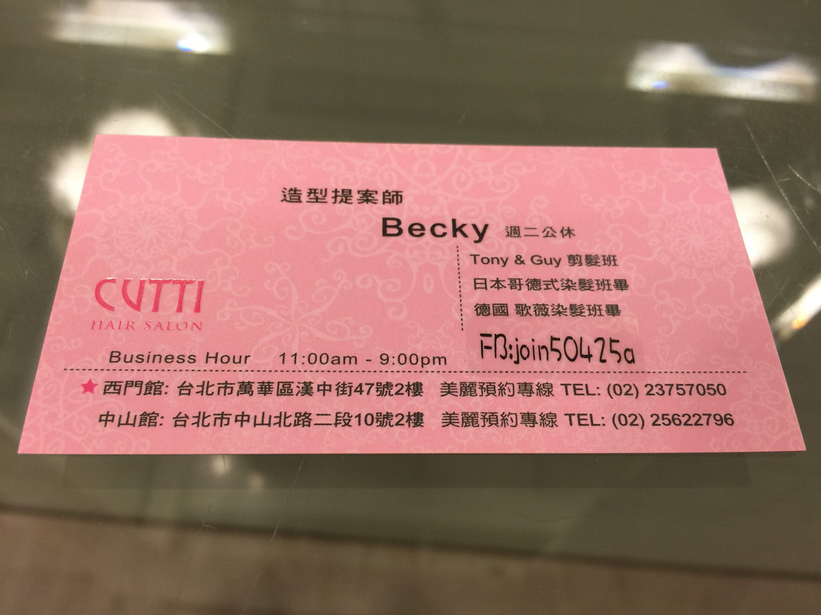 造型提案師
Becky 週二公休
Tony & Guy 剪髮班
日本哥德式染髮班畢
德國 歌薇染髮班畢
FB:join50425a
CUTTI
HAIR SALON
Business Hour 11:00am - 9:00pm
★西門館: 台北市萬華區漢中街47號2樓 美麗預約專線 TEL: (02) 23757050
中山館: 台北市中山北路二段10號2樓 美麗預約專線 TEL: (02) 25622796